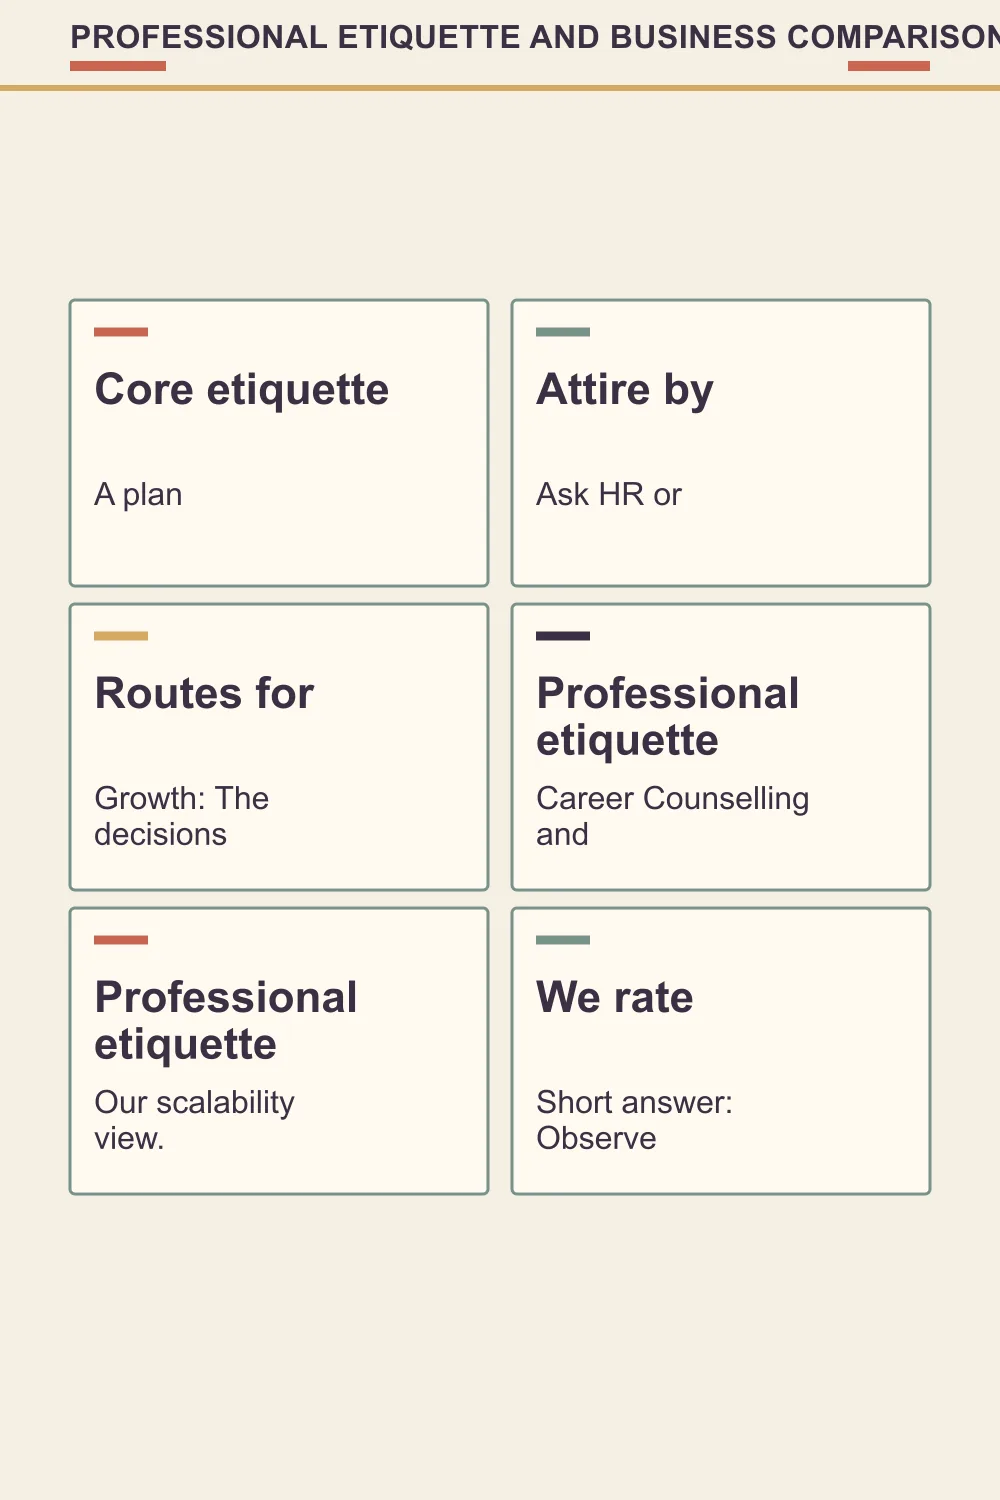 PROFESSIONAL ETIQUETTE AND BUSINESS COMPARISON
Core etiquette
A plan
Attire by
Ask HR or
Routes for
Growth: The
decisions
Professional
etiquette
Career Counselling
and
Professional
etiquette
Our scalability
view.
We rate
Short answer:
Observe